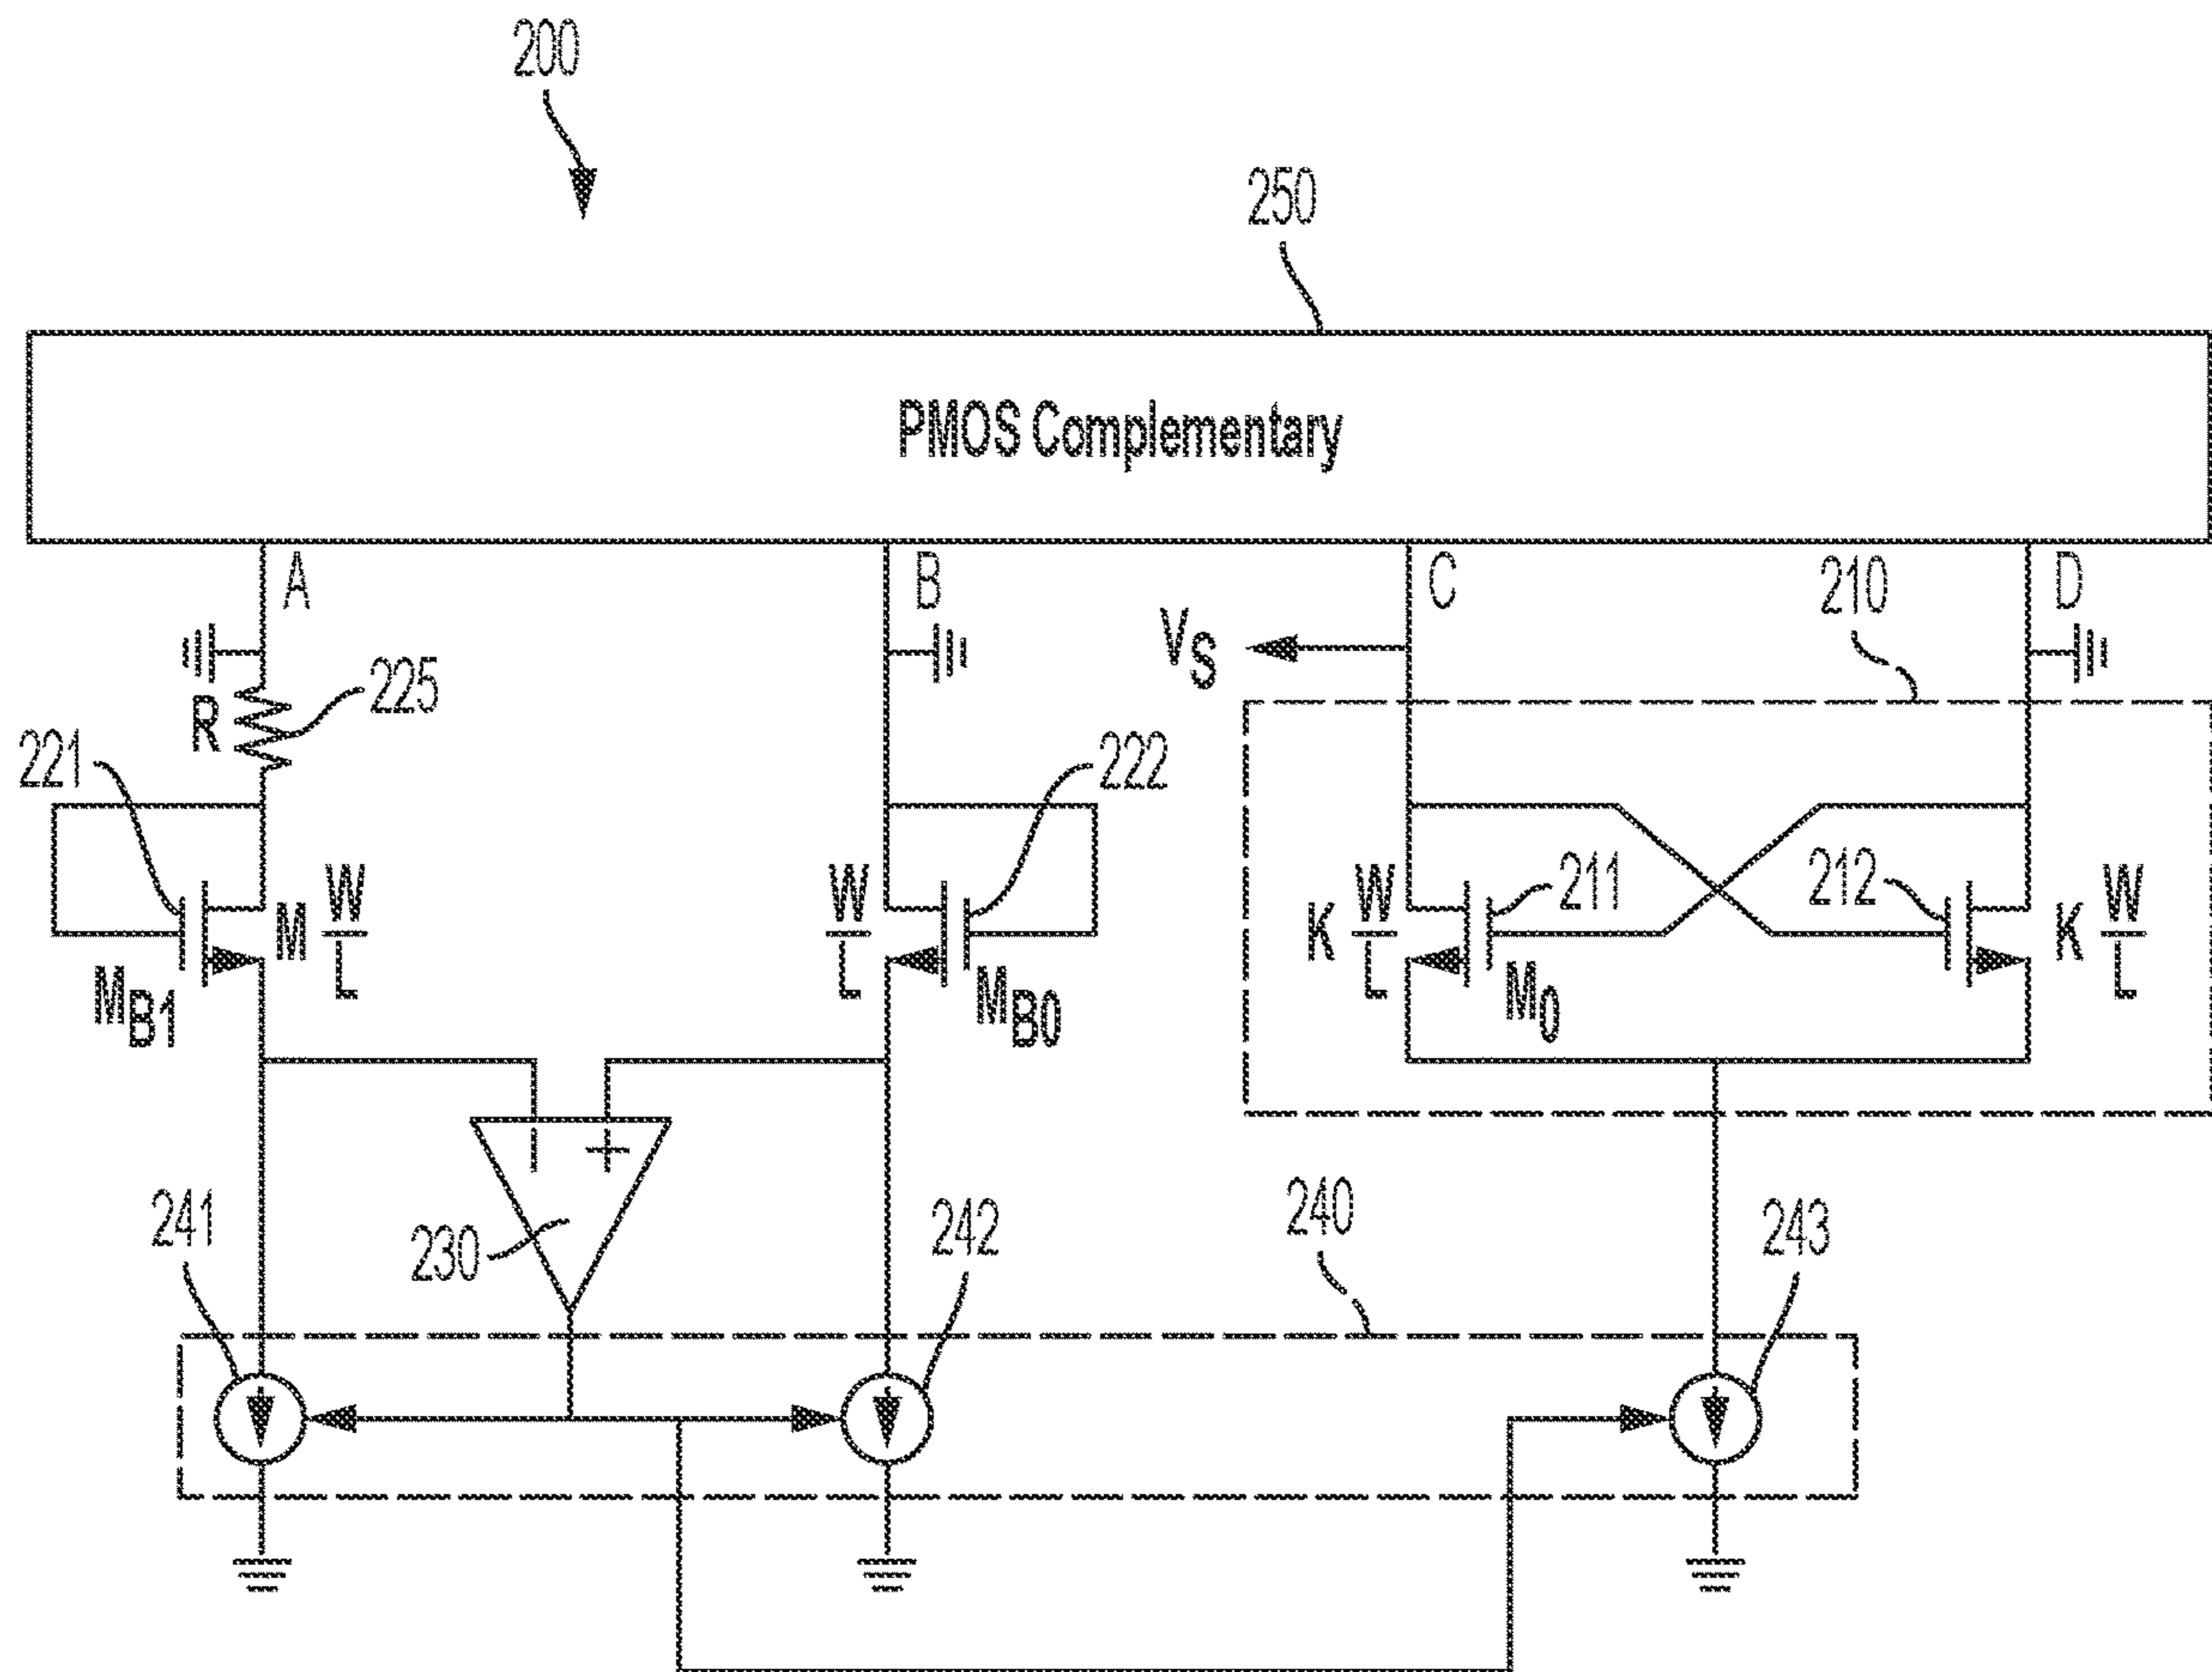 200
250
PMOS Complementary
A
B
C
D
210
VS
R
225
221
222
M W/L
MB1
W/L
MB0
K W/L
211
M0
212
K W/L
− +
230
241
242
240
243